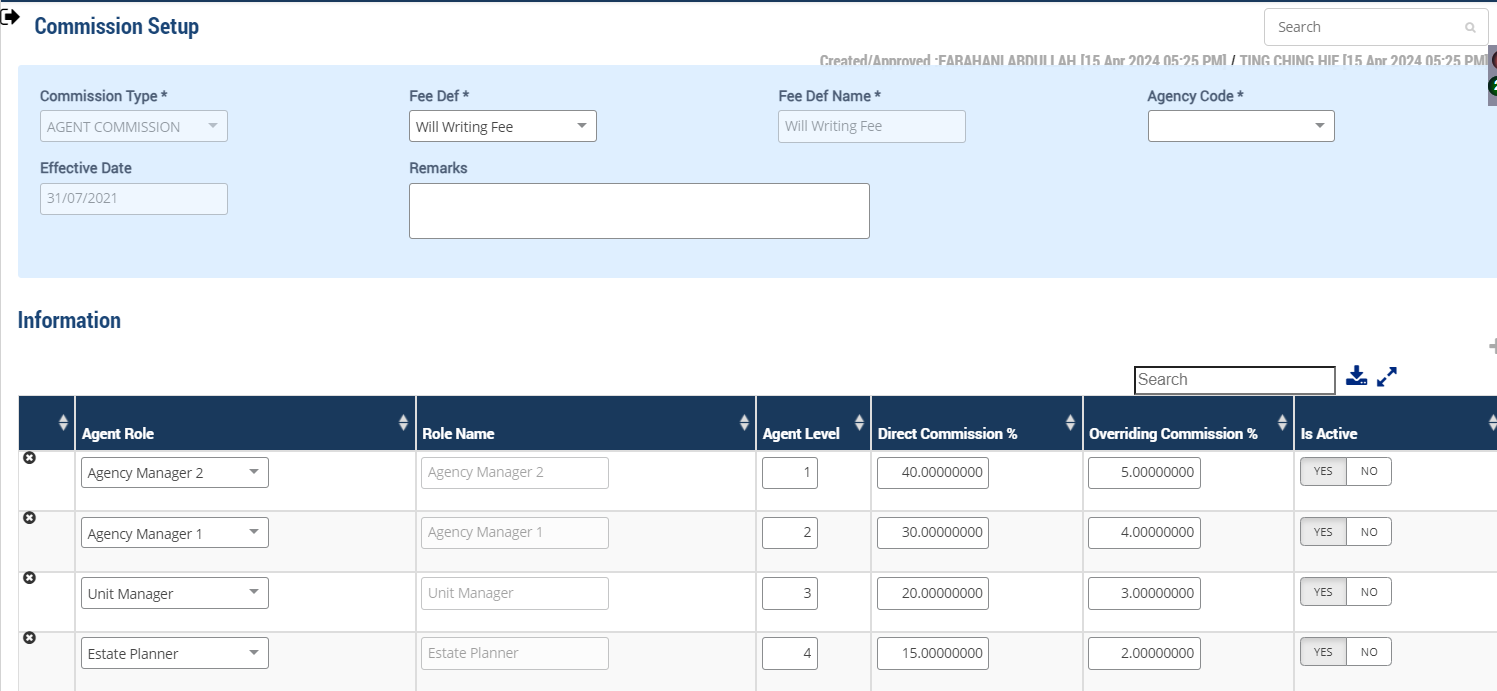 Commission Setup
Search
Created/Approved :FARAHANI ABDULLAH [15 Apr 2024 05:25 PM] / TING CHING HIE [15 Apr 2024 05:25 PM]
Commission Type * Fee Def * Fee Def Name * Agency Code *
AGENT COMMISSION Will Writing Fee Will Writing Fee
Effective Date Remarks
31/07/2021
Information
Search
Agent Role Role Name Agent Level Direct Commission % Overriding Commission % Is Active
Agency Manager 2 Agency Manager 2 1 40.00000000 5.00000000 YES NO
Agency Manager 1 Agency Manager 1 2 30.00000000 4.00000000 YES NO
Unit Manager Unit Manager 3 20.00000000 3.00000000 YES NO
Estate Planner Estate Planner 4 15.00000000 2.00000000 YES NO